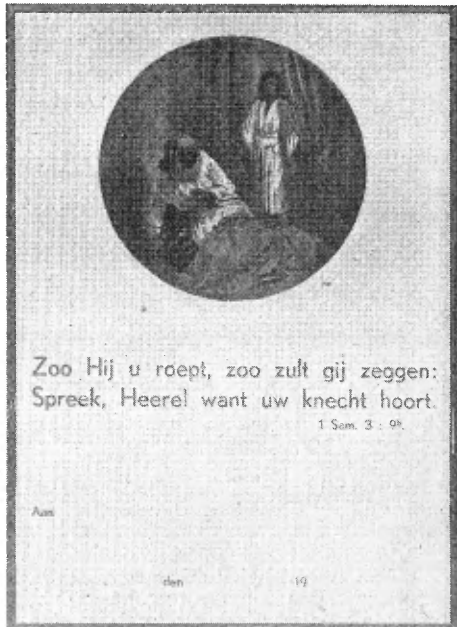 Zoo Hij u roept, zoo zult gij zeggen:
Spreek, Heere! want uw knecht hoort.
1 Sam. 3 : 9b.
Aan
den 19